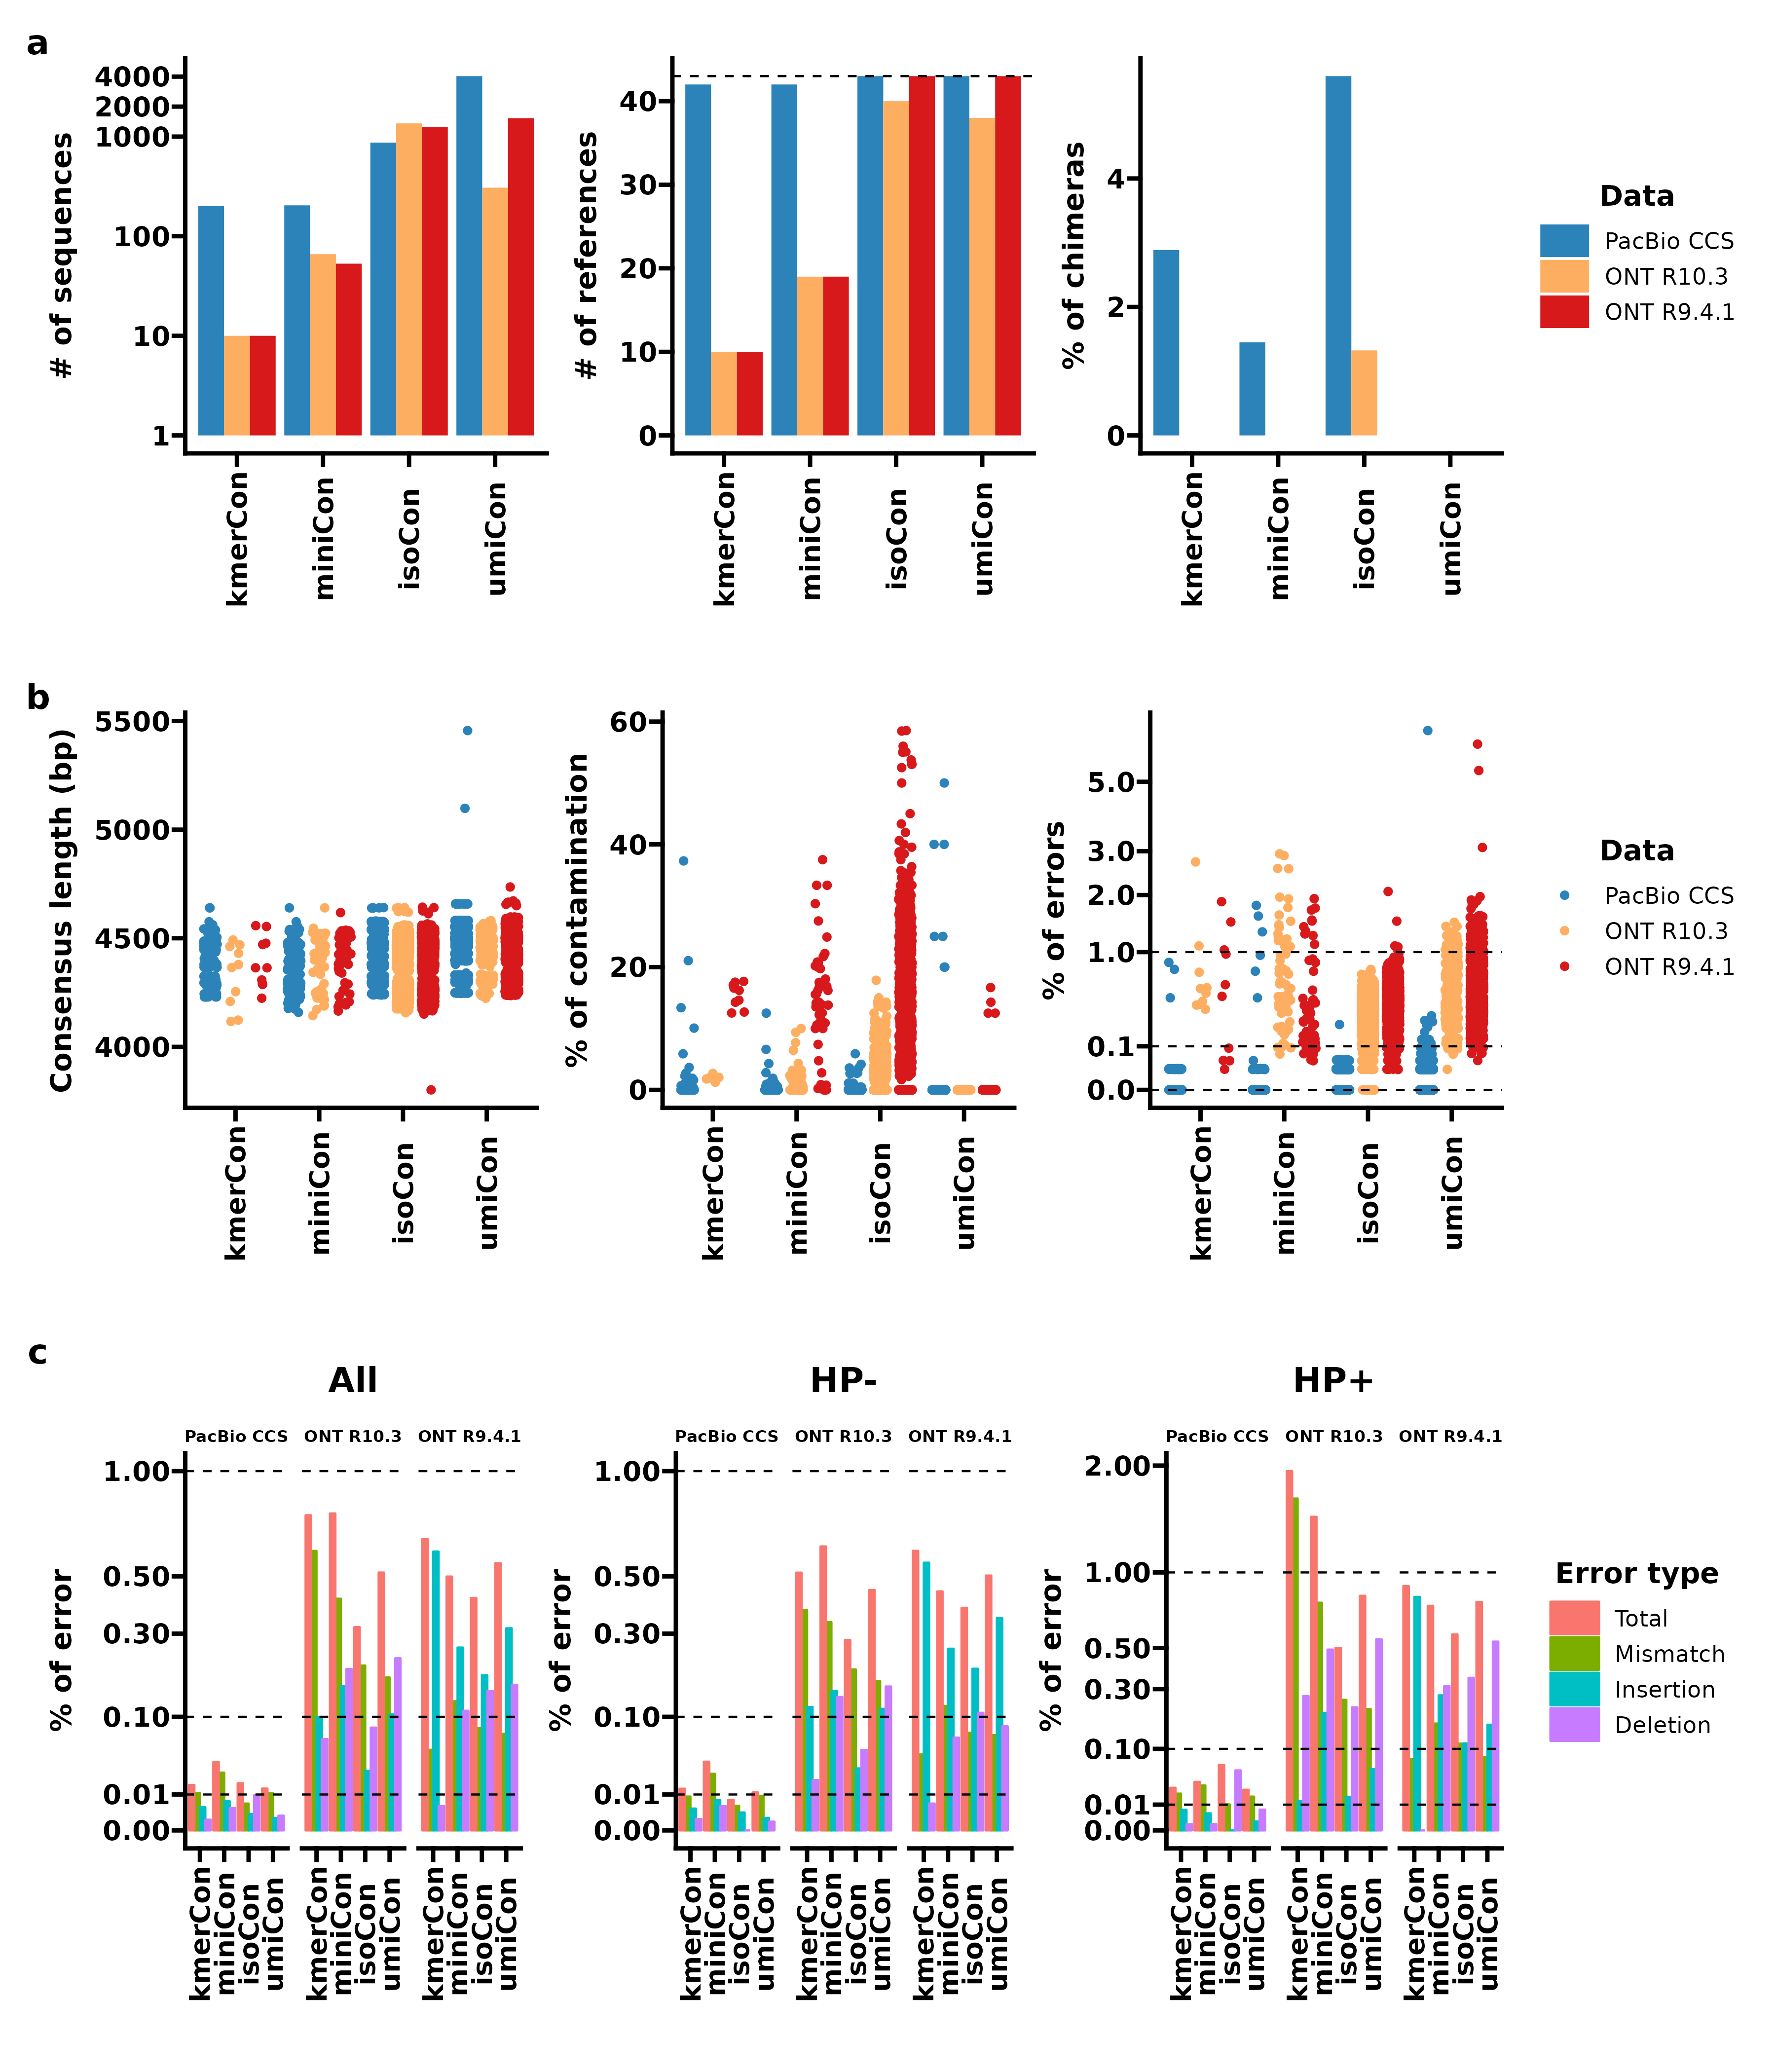 a
# of sequences
4000
2000
1000
100
10
1
kmerCon
miniCon
isoCon
umiCon
# of references
40
30
20
10
0
kmerCon
miniCon
isoCon
umiCon
% of chimeras
4
2
0
kmerCon
miniCon
isoCon
umiCon
Data
PacBio CCS
ONT R10.3
ONT R9.4.1
b
Consensus length (bp)
5500
5000
4500
4000
kmerCon
miniCon
isoCon
umiCon
% of contamination
60
40
20
0
kmerCon
miniCon
isoCon
umiCon
% of errors
5.0
3.0
2.0
1.0
0.1
0.0
kmerCon
miniCon
isoCon
umiCon
Data
PacBio CCS
ONT R10.3
ONT R9.4.1
c
All
PacBio CCS ONT R10.3 ONT R9.4.1
% of error
1.00
0.50
0.30
0.10
0.01
0.00
kmerCon
miniCon
isoCon
umiCon
kmerCon
miniCon
isoCon
umiCon
kmerCon
miniCon
isoCon
umiCon
HP-
PacBio CCS ONT R10.3 ONT R9.4.1
% of error
1.00
0.50
0.30
0.10
0.01
0.00
kmerCon
miniCon
isoCon
umiCon
kmerCon
miniCon
isoCon
umiCon
kmerCon
miniCon
isoCon
umiCon
HP+
PacBio CCS ONT R10.3 ONT R9.4.1
% of error
2.00
1.00
0.50
0.30
0.10
0.01
0.00
kmerCon
miniCon
isoCon
umiCon
kmerCon
miniCon
isoCon
umiCon
kmerCon
miniCon
isoCon
umiCon
Error type
Total
Mismatch
Insertion
Deletion